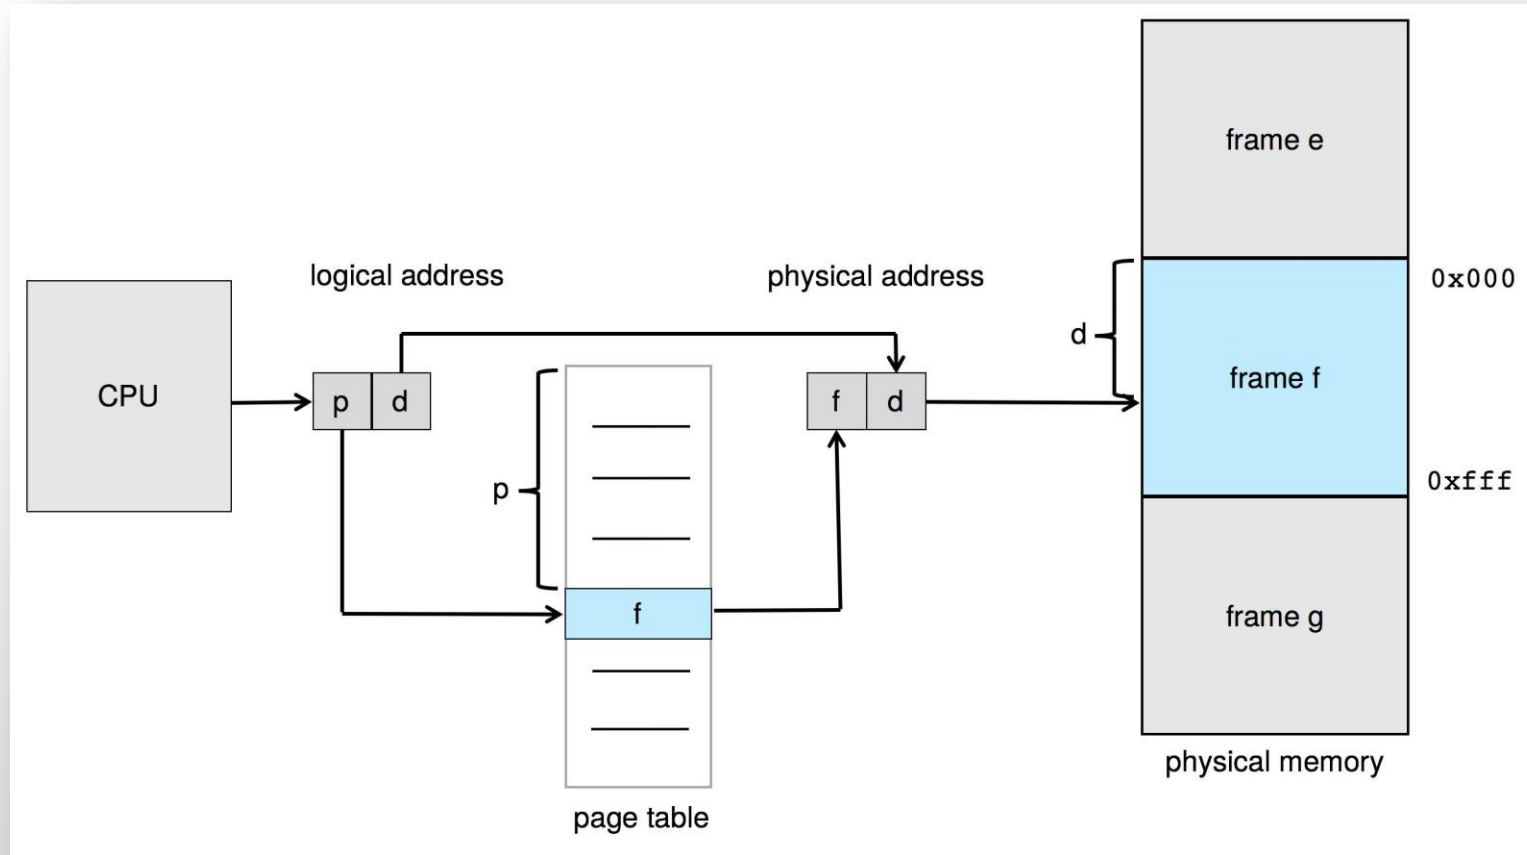 frame e
logical address
physical address
0x000
d
CPU
p
d
f
d
frame f
p
0xfff
f
frame g
physical memory
page table